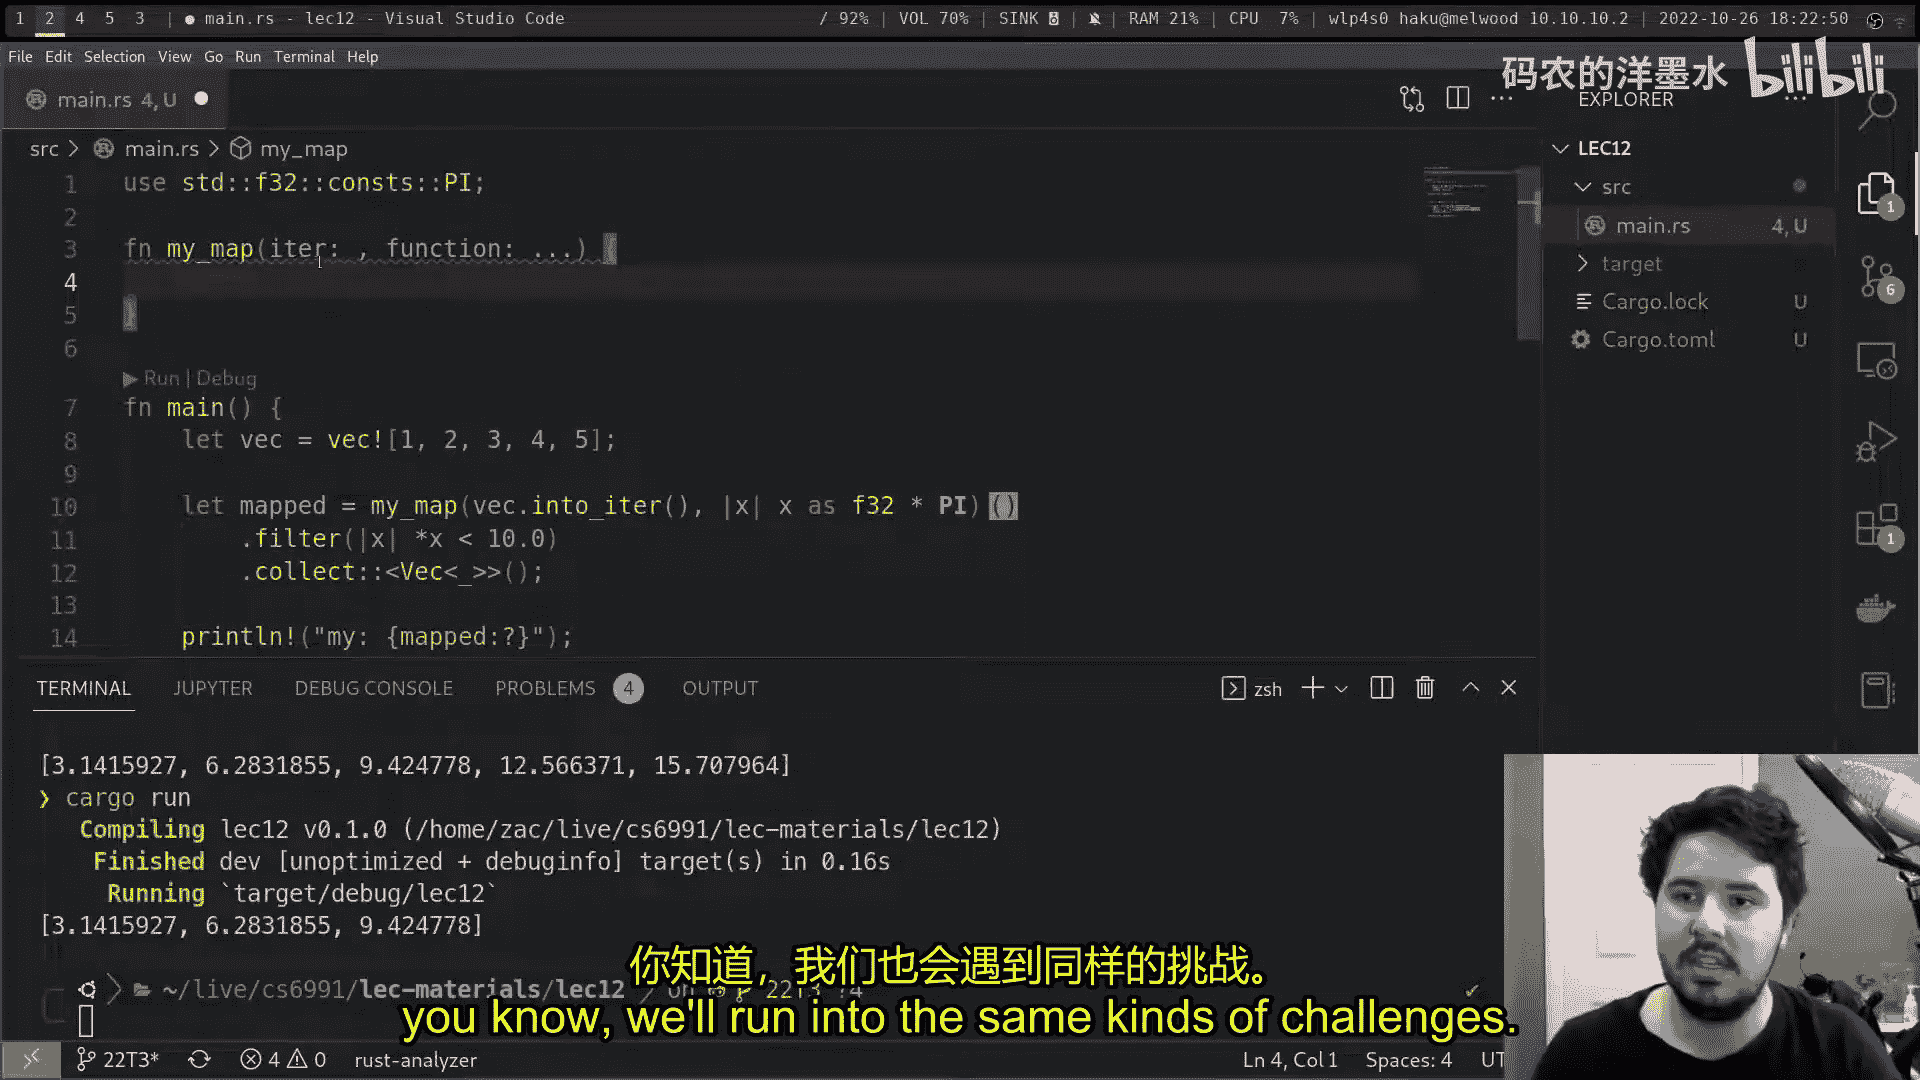 1 2 4 5 3 | ● main.rs - lec12 - Visual Studio Code / 92% | VOL 70% | SINK | RAM 21% | CPU 7% | wlp4s0 haku@melwood 10.10.10.2 | 2022-10-26 18:22:50
File Edit Selection View Go Run Terminal Help
码农的洋墨水 bilibili
main.rs 4, U ●
EXPLORER
src > main.rs > my_map
LEC12
src
main.rs 4, U
target
Cargo.lock U
Cargo.toml U
1 use std::f32::consts::PI;
2
3 fn my_map(iter: , function: ...) {
4
5 }
6
▶ Run | Debug
7 fn main() {
8 let vec = vec![1, 2, 3, 4, 5];
9
10 let mapped = my_map(vec.into_iter(), |x| x as f32 * PI)()
11 .filter(|x| *x < 10.0)
12 .collect::<Vec<_>>();
13
14 println!("my: {mapped:?}");
1
6
1
TERMINAL JUPYTER DEBUG CONSOLE PROBLEMS 4 OUTPUT zsh
[3.1415927, 6.2831855, 9.424778, 12.566371, 15.707964]
❯ cargo run
Compiling lec12 v0.1.0 (/home/zac/live/cs6991/lec-materials/lec12)
Finished dev [unoptimized + debuginfo] target(s) in 0.16s
Running `target/debug/lec12`
[3.1415927, 6.2831855, 9.424778]
你知道，我们也会遇到同样的挑战。
~/live/cs6991/lec-materials/lec12 on 22T3 ?4
you know, we'll run into the same kinds of challenges.
22T3* 4 0 rust-analyzer Ln 4, Col 1 Spaces: 4 UT